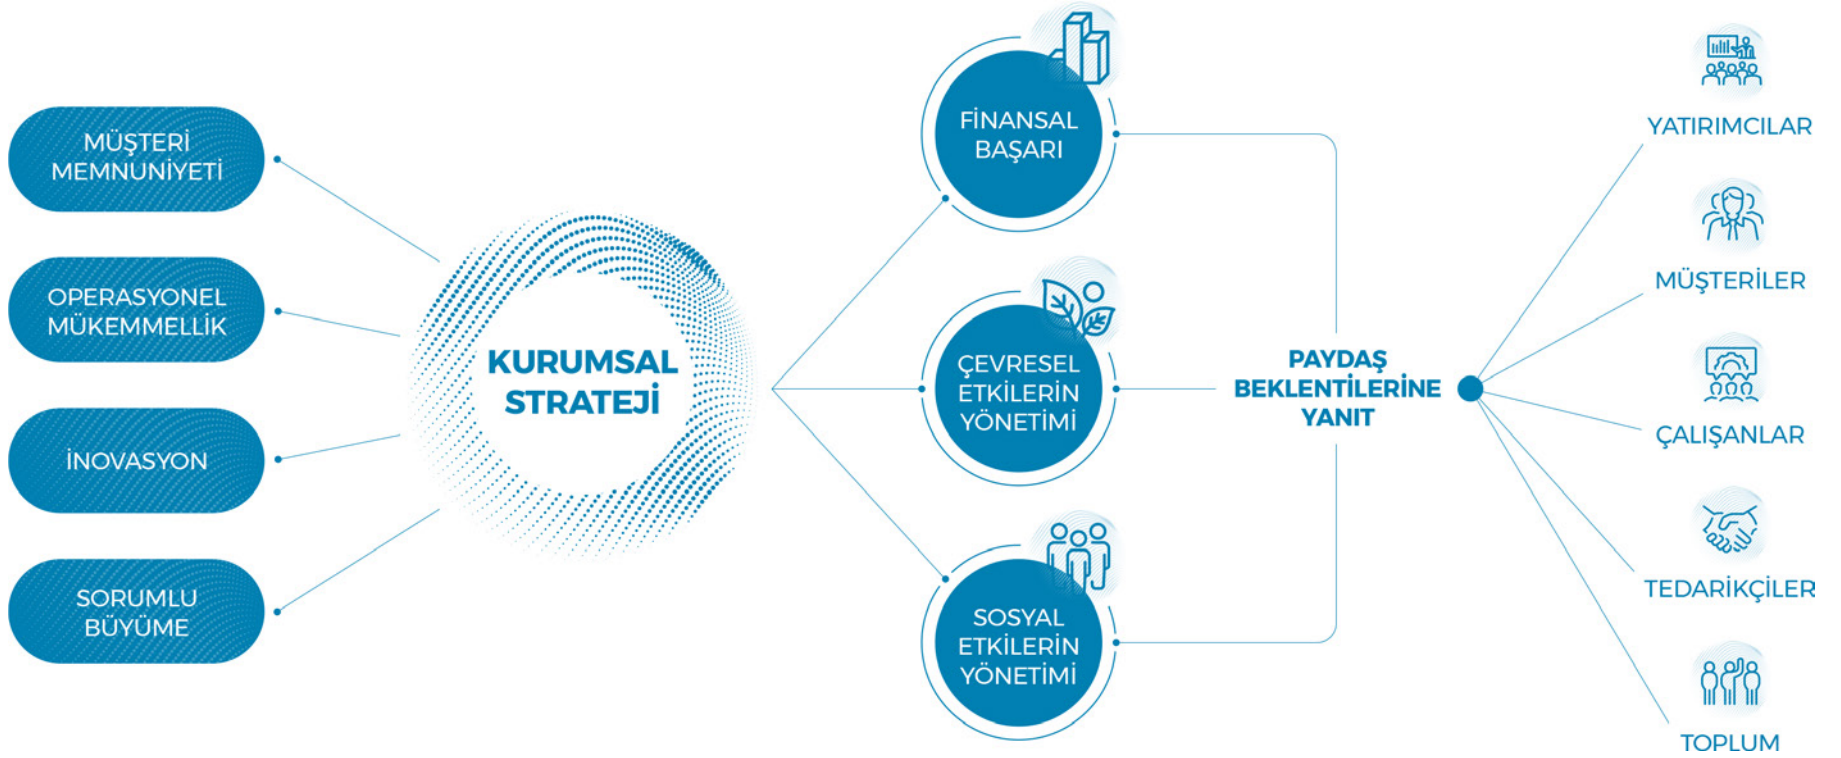 MÜŞTERİ
MEMNUNİYETİ
OPERASYONEL
MÜKEMMELLİK
İNOVASYON
SORUMLU
BÜYÜME
KURUMSAL
STRATEJİ
FİNANSAL
BAŞARI
ÇEVRESEL
ETKİLERİN
YÖNETİMİ
SOSYAL
ETKİLERİN
YÖNETİMİ
PAYDAŞ
BEKLENTİLERİNE
YANIT
YATIRIMCILAR
MÜŞTERİLER
ÇALIŞANLAR
TEDARİKÇİLER
TOPLUM